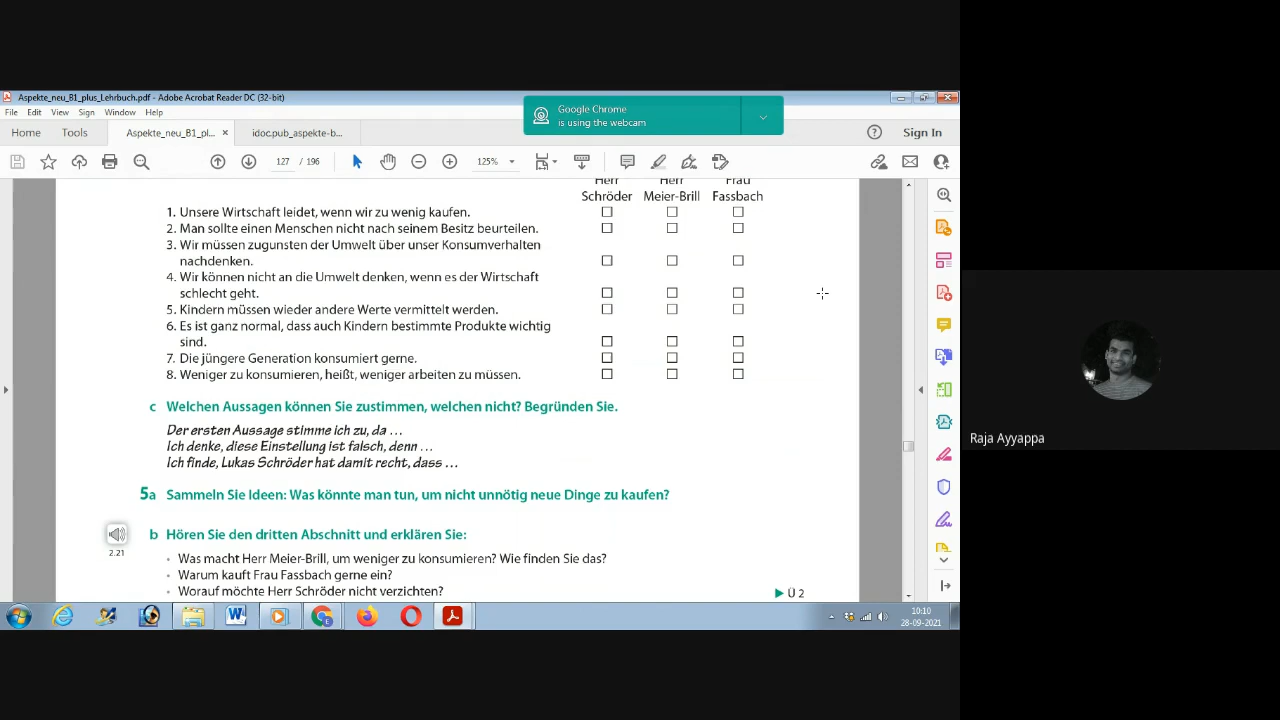 Aspekte_neu_B1_plus_Lehrbuch.pdf - Adobe Acrobat Reader DC (32-bit)
File Edit View Sign Window Help
Google Chrome
is using the webcam
Home Tools Aspekte_neu_B1_pl... × idoc.pub_aspekte-b... Sign In
127 / 196 125%
Herr Herr Frau
Schröder Meier-Brill Fassbach
1. Unsere Wirtschaft leidet, wenn wir zu wenig kaufen.
2. Man sollte einen Menschen nicht nach seinem Besitz beurteilen.
3. Wir müssen zugunsten der Umwelt über unser Konsumverhalten
nachdenken.
4. Wir können nicht an die Umwelt denken, wenn es der Wirtschaft
schlecht geht.
5. Kindern müssen wieder andere Werte vermittelt werden.
6. Es ist ganz normal, dass auch Kindern bestimmte Produkte wichtig
sind.
7. Die jüngere Generation konsumiert gerne.
8. Weniger zu konsumieren, heißt, weniger arbeiten zu müssen.
c Welchen Aussagen können Sie zustimmen, welchen nicht? Begründen Sie.
Der ersten Aussage stimme ich zu, da ...
Ich denke, diese Einstellung ist falsch, denn ...
Ich finde, Lukas Schröder hat damit recht, dass ...
5a Sammeln Sie Ideen: Was könnte man tun, um nicht unnötig neue Dinge zu kaufen?
b Hören Sie den dritten Abschnitt und erklären Sie:
2.21
• Was macht Herr Meier-Brill, um weniger zu konsumieren? Wie finden Sie das?
• Warum kauft Frau Fassbach gerne ein?
• Worauf möchte Herr Schröder nicht verzichten?
▶ Ü 2
10:10
28-09-2021
Raja Ayyappa